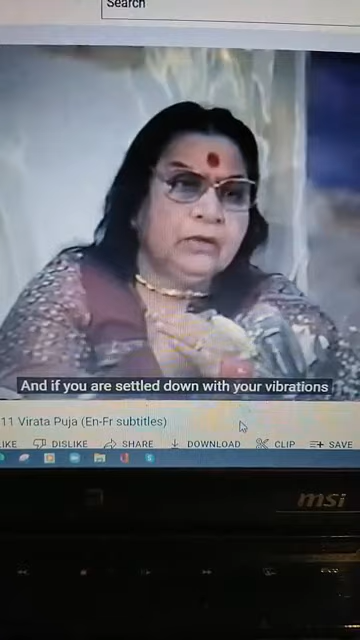 Search
And if you are settled down with your vibrations
11 Virata Puja (En-Fr subtitles)
IKE DISLIKE SHARE DOWNLOAD CLIP SAVE
msi